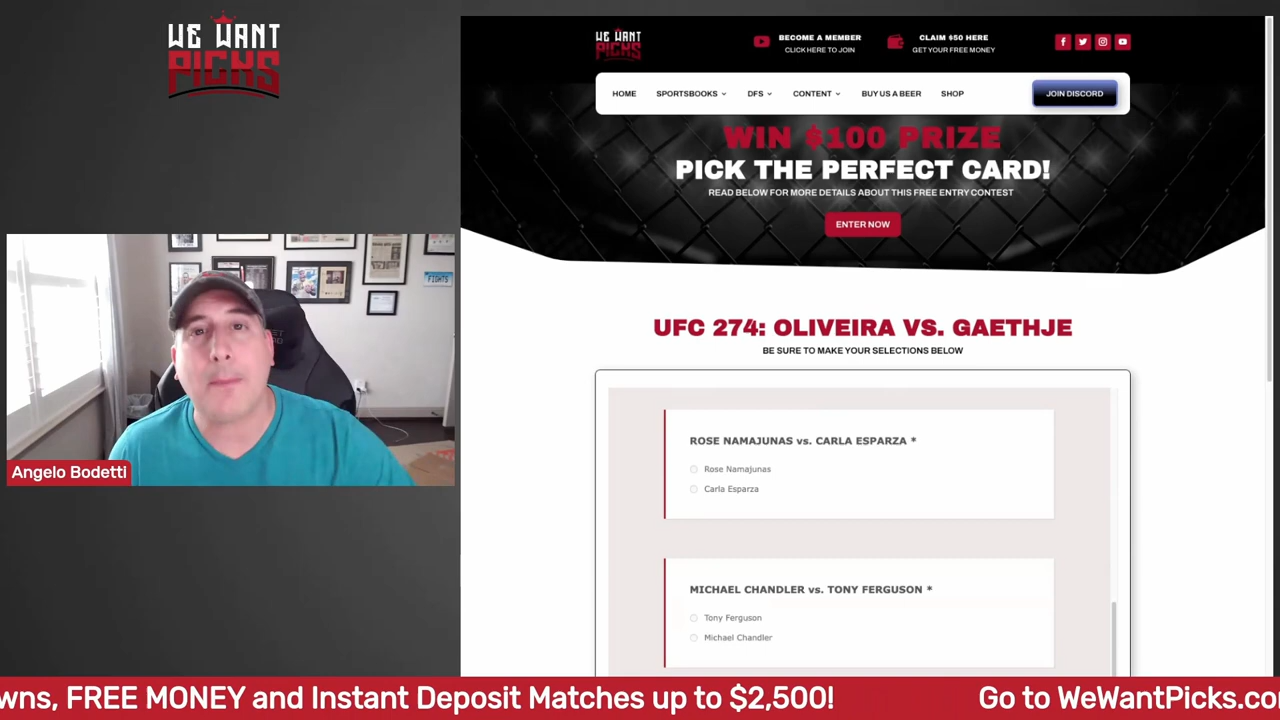 WE WANT
PICKS
Angelo Bodetti
WE WANT
PICKS
BECOME A MEMBER
CLICK HERE TO JOIN
CLAIM $50 HERE
GET YOUR FREE MONEY
HOME
SPORTSBOOKS
DFS
CONTENT
BUY US A BEER
SHOP
JOIN DISCORD
WIN $100 PRIZE
PICK THE PERFECT CARD!
READ BELOW FOR MORE DETAILS ABOUT THIS FREE ENTRY CONTEST
ENTER NOW
UFC 274: OLIVEIRA VS. GAETHJE
BE SURE TO MAKE YOUR SELECTIONS BELOW
ROSE NAMAJUNAS vs. CARLA ESPARZA *
Rose Namajunas
Carla Esparza
MICHAEL CHANDLER vs. TONY FERGUSON *
Tony Ferguson
Michael Chandler
wns, FREE MONEY and Instant Deposit Matches up to $2,500!
Go to WeWantPicks.co
FIGHTS